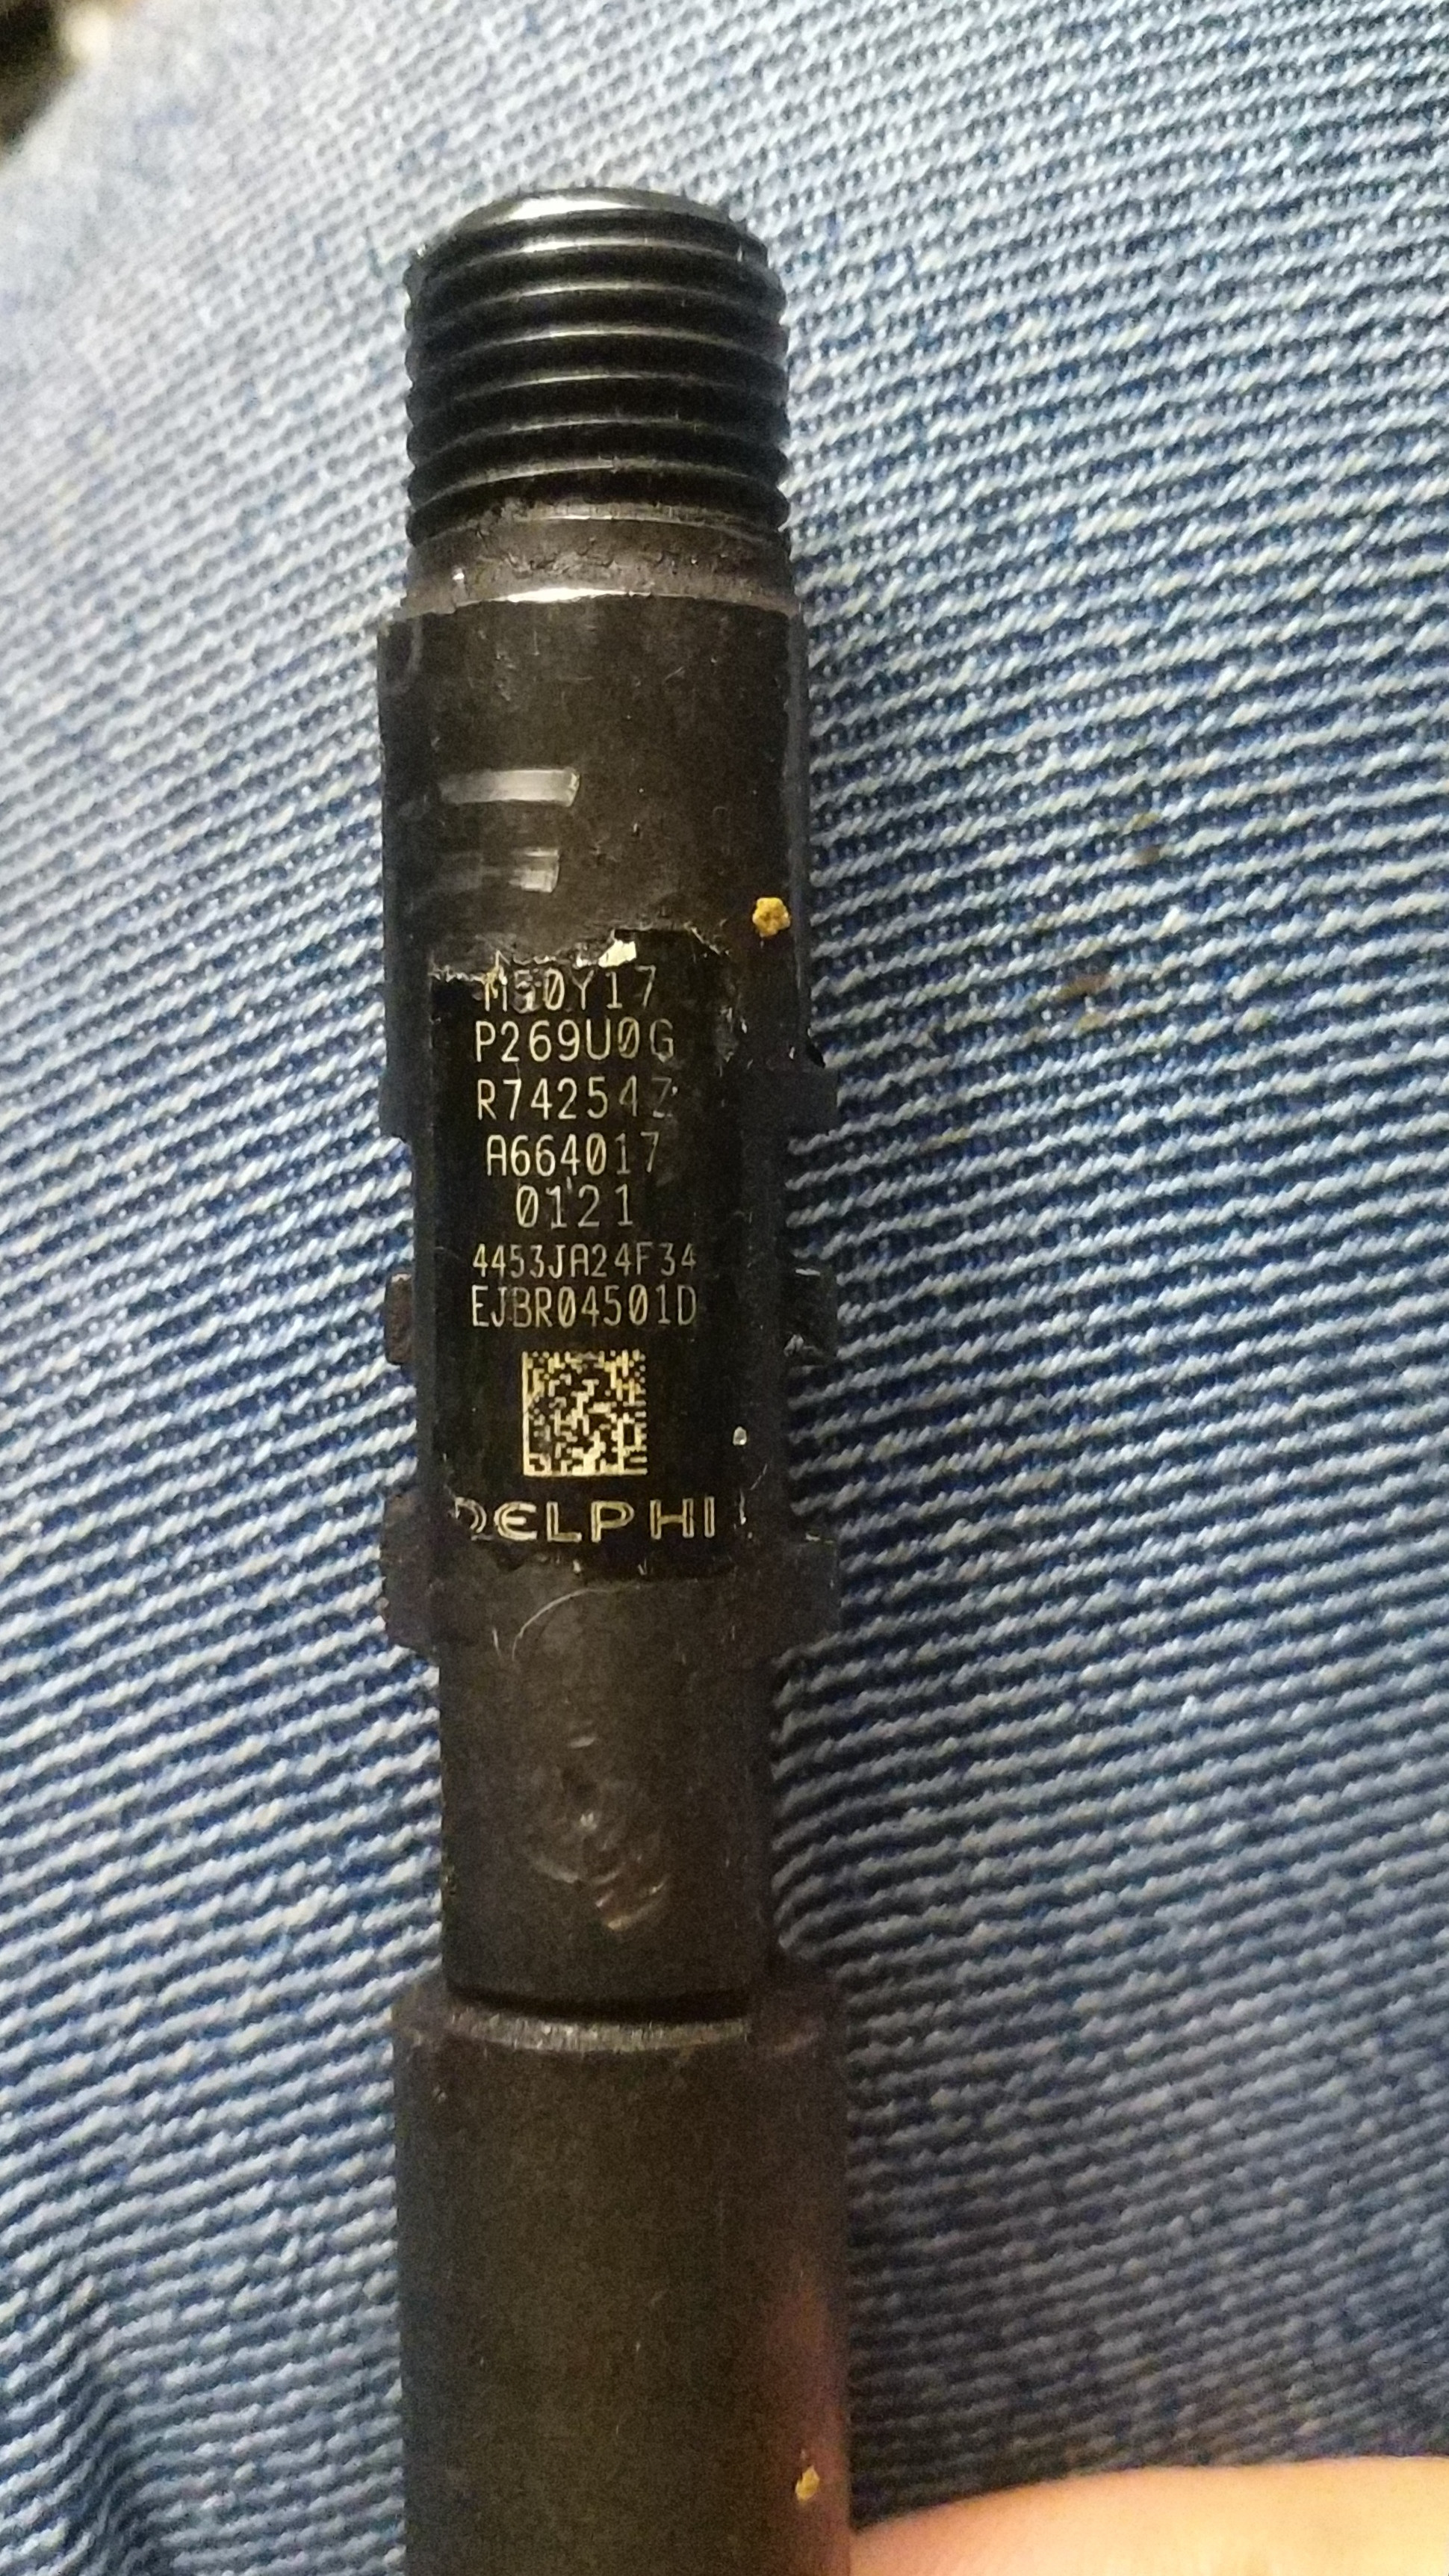 P269U0G
R74254Z
A664017
0121
4453JA24F34
EJBR04501D
DELPHI